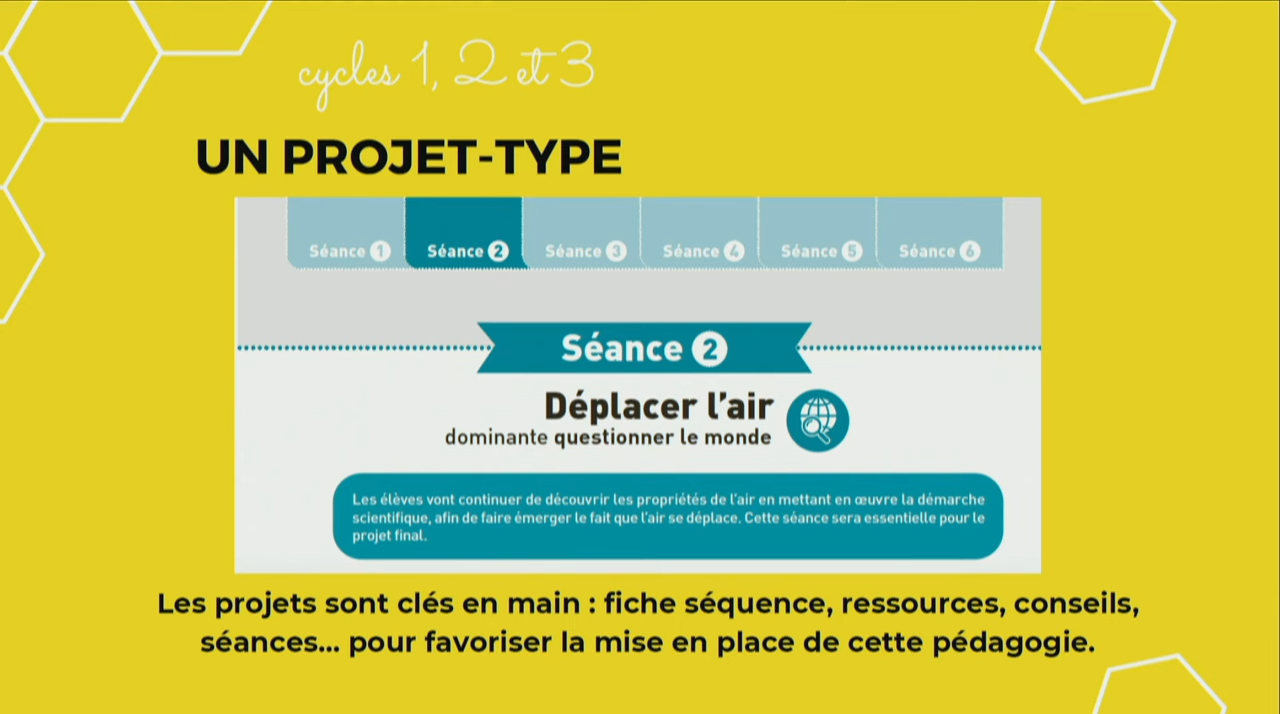 cycles 1, 2 et 3
UN PROJET-TYPE
Séance 1 Séance 2 Séance 3 Séance 4 Séance 5 Séance 6
Séance 2
Déplacer l'air
dominante questionner le monde
Les élèves vont continuer de découvrir les propriétés de l'air en mettant en œuvre la démarche
scientifique, afin de faire émerger le fait que l'air se déplace. Cette séance sera essentielle pour le
projet final.
Les projets sont clés en main : fiche séquence, ressources, conseils,
séances... pour favoriser la mise en place de cette pédagogie.